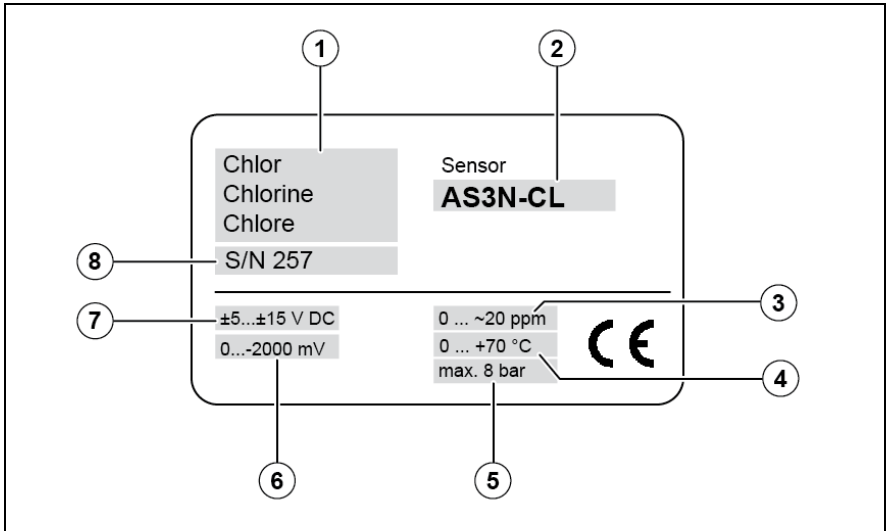 1
2
Chlor
Chlorine
Chlore
Sensor
AS3N-CL
8
S/N 257
7
±5...±15 V DC
0...-2000 mV
0 ... ~20 ppm
0 ... +70 °C
max. 8 bar
CE
3
4
6
5